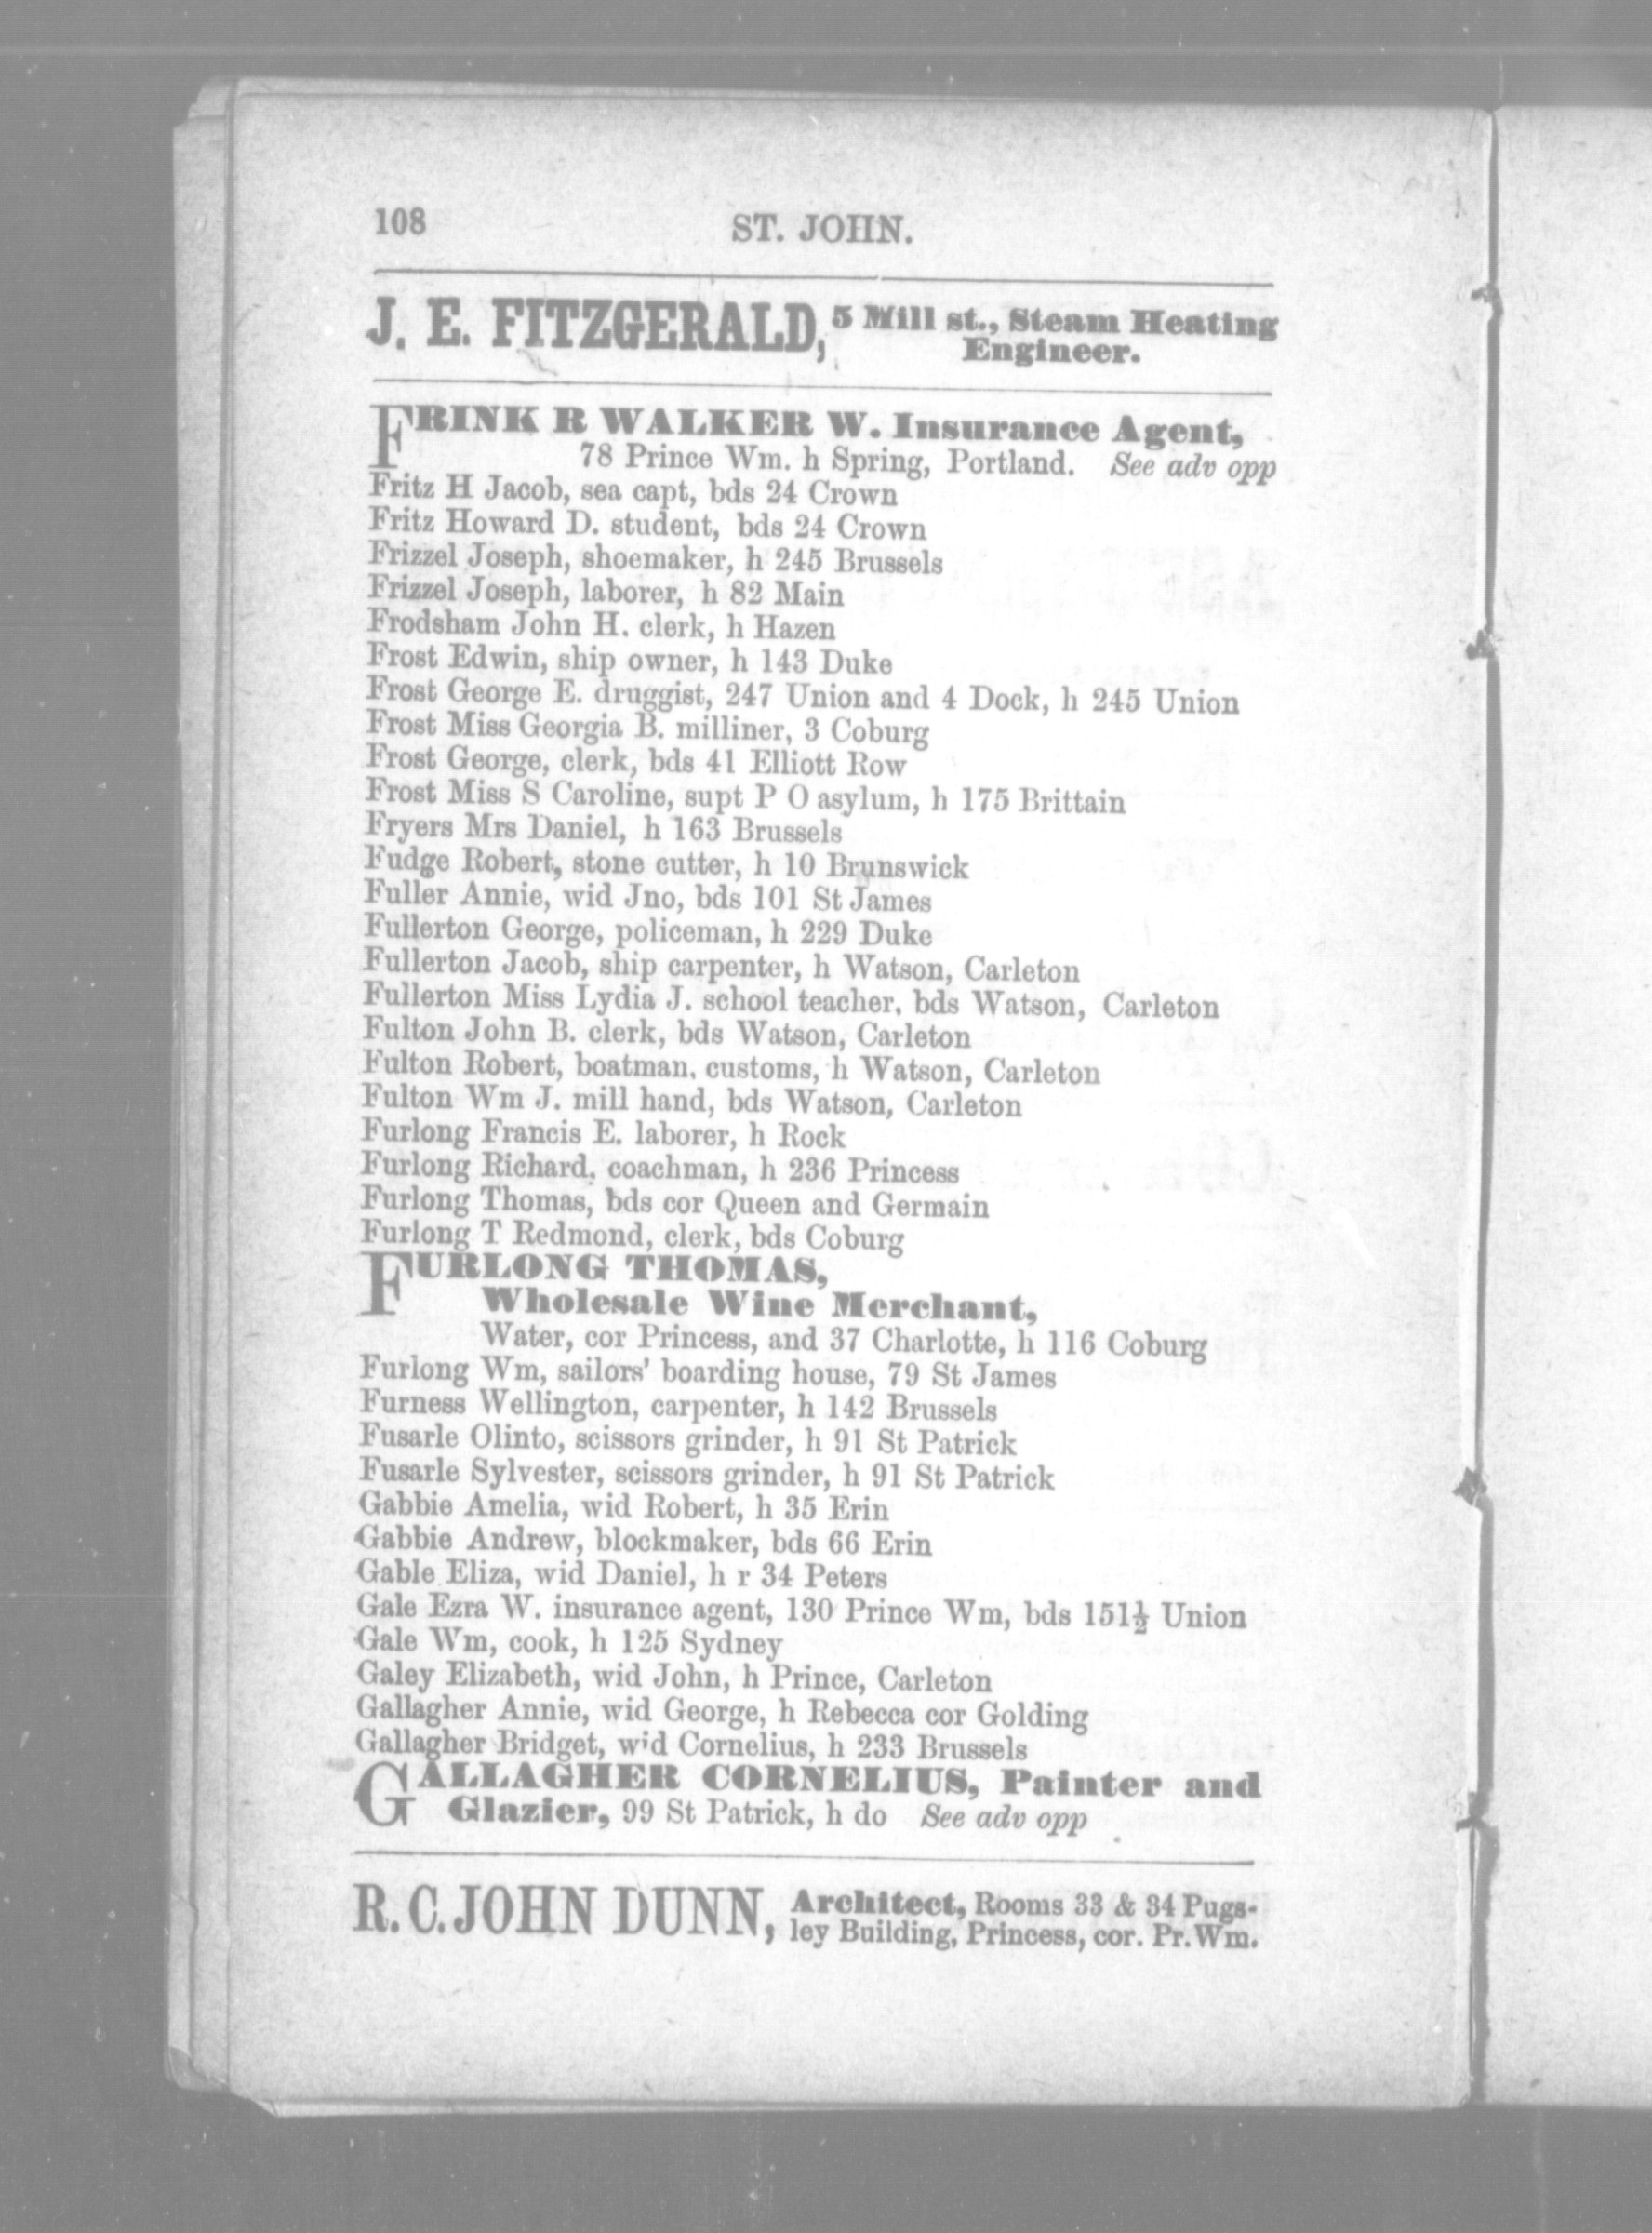 108 ST. JOHN.
J. E. FITZGERALD, 5 Mill st., Steam Heating
Engineer.
FRINK R WALKER W. Insurance Agent,
78 Prince Wm. h Spring, Portland. See adv opp
Fritz H Jacob, sea capt, bds 24 Crown
Fritz Howard D. student, bds 24 Crown
Frizzel Joseph, shoemaker, h 245 Brussels
Frizzel Joseph, laborer, h 82 Main
Frodsham John H. clerk, h Hazen
Frost Edwin, ship owner, h 143 Duke
Frost George E. druggist, 247 Union and 4 Dock, h 245 Union
Frost Miss Georgia B. milliner, 3 Coburg
Frost George, clerk, bds 41 Elliott Row
Frost Miss S Caroline, supt P O asylum, h 175 Brittain
Fryers Mrs Daniel, h 163 Brussels
Fudge Robert, stone cutter, h 10 Brunswick
Fuller Annie, wid Jno, bds 101 St James
Fullerton George, policeman, h 229 Duke
Fullerton Jacob, ship carpenter, h Watson, Carleton
Fullerton Miss Lydia J. school teacher, bds Watson, Carleton
Fulton John B. clerk, bds Watson, Carleton
Fulton Robert, boatman, customs, h Watson, Carleton
Fulton Wm J. mill hand, bds Watson, Carleton
Furlong Francis E. laborer, h Rock
Furlong Richard, coachman, h 236 Princess
Furlong Thomas, bds cor Queen and Germain
Furlong T Redmond, clerk, bds Coburg
FURLONG THOMAS,
Wholesale Wine Merchant,
Water, cor Princess, and 37 Charlotte, h 116 Coburg
Furlong Wm, sailors' boarding house, 79 St James
Furness Wellington, carpenter, h 142 Brussels
Fusarle Olinto, scissors grinder, h 91 St Patrick
Fusarle Sylvester, scissors grinder, h 91 St Patrick
Gabbie Amelia, wid Robert, h 35 Erin
Gabbie Andrew, blockmaker, bds 66 Erin
Gable Eliza, wid Daniel, h r 34 Peters
Gale Ezra W. insurance agent, 130 Prince Wm, bds 151½ Union
Gale Wm, cook, h 125 Sydney
Galey Elizabeth, wid John, h Prince, Carleton
Gallagher Annie, wid George, h Rebecca cor Golding
Gallagher Bridget, wid Cornelius, h 233 Brussels
GALLAGHER CORNELIUS, Painter and
Glazier, 99 St Patrick, h do See adv opp
R. C. JOHN DUNN, Architect, Rooms 33 & 34 Pugs-
ley Building, Princess, cor. Pr. Wm.